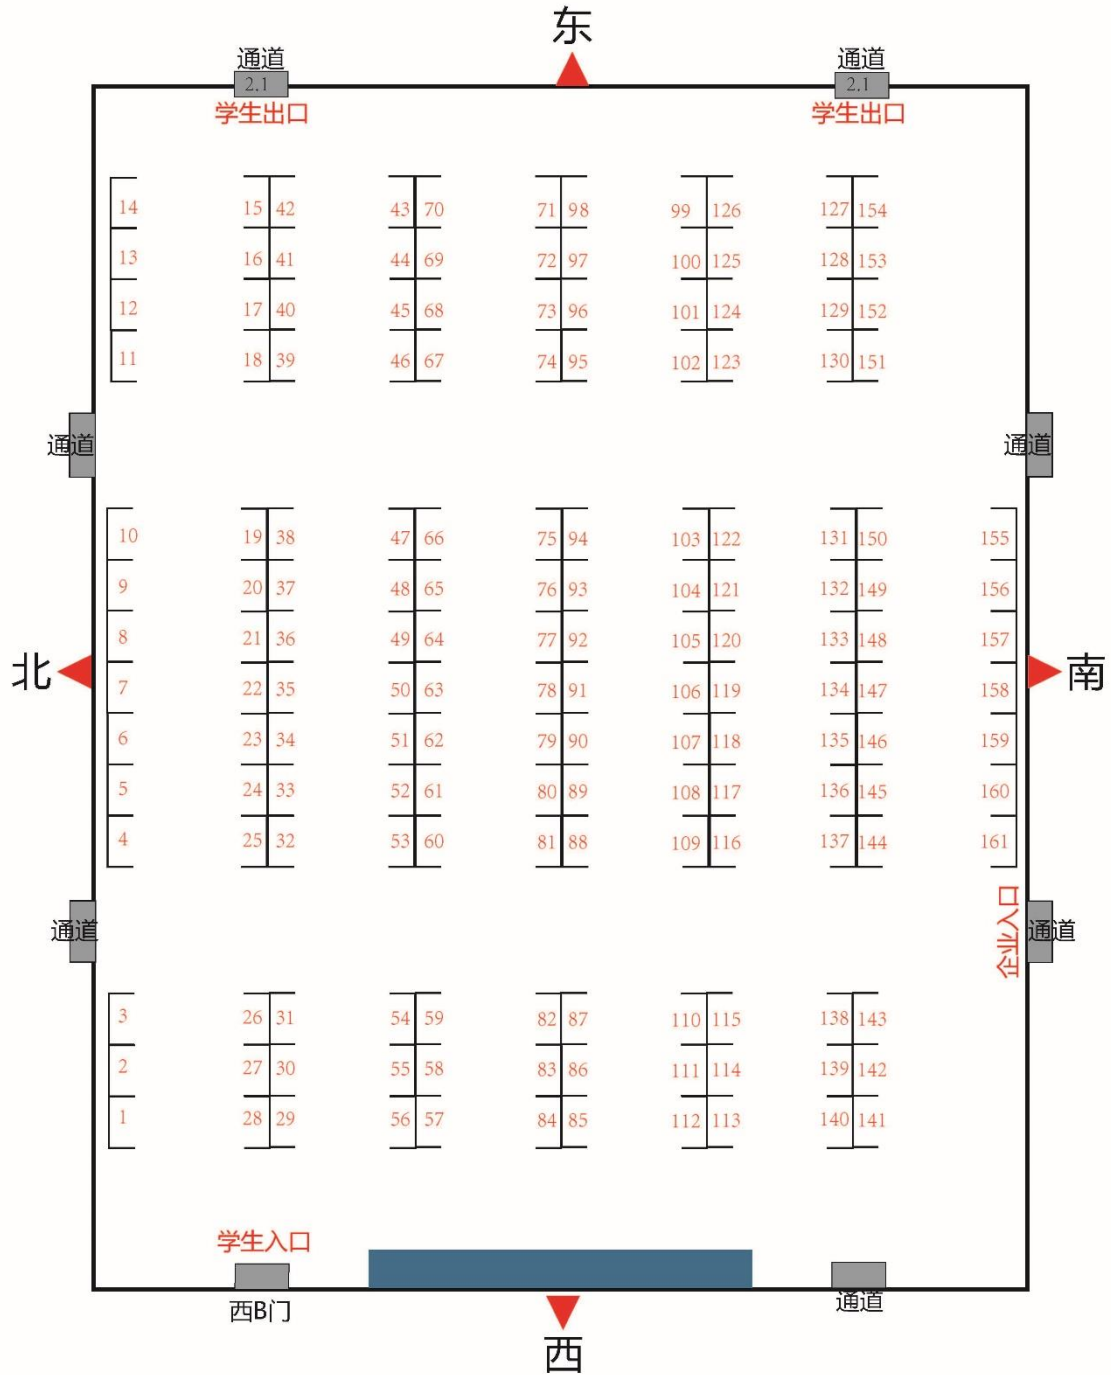 东
通道 通道
2.1 2.1
学生出口 学生出口
14 15 42 43 70 71 98 99 126 127 154
13 16 41 44 69 72 97 100 125 128 153
12 17 40 45 68 73 96 101 124 129 152
11 18 39 46 67 74 95 102 123 130 151
通道 通道
10 19 38 47 66 75 94 103 122 131 150 155
9 20 37 48 65 76 93 104 121 132 149 156
8 21 36 49 64 77 92 105 120 133 148 157
北 南
7 22 35 50 63 78 91 106 119 134 147 158
6 23 34 51 62 79 90 107 118 135 146 159
5 24 33 52 61 80 89 108 117 136 145 160
4 25 32 53 60 81 88 109 116 137 144 161
企业入口
通道 通道
3 26 31 54 59 82 87 110 115 138 143
2 27 30 55 58 83 86 111 114 139 142
1 28 29 56 57 84 85 112 113 140 141
学生入口
西B门 通道
西